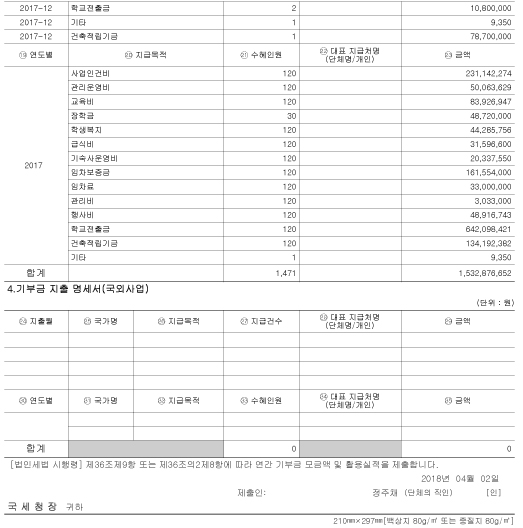 2017-12 학교전출금 2 10,800,000
2017-12 기타 1 9,350
2017-12 건축적립기금 1 78,700,000
⑲ 연도별 ⑳ 지급목적 ㉑ 수혜인원 ㉒ 대표 지급처명 (단체명/개인) ㉓ 금액
사업인건비 120 231,142,274
관리운영비 120 50,063,629
교육비 120 83,926,947
장학금 30 48,720,000
학생복지 120 44,285,756
급식비 120 31,596,600
기숙사운영비 120 20,337,550
2017 임차보증금 120 161,554,000
임차료 120 33,000,000
관리비 120 3,033,000
행사비 120 48,916,743
학교전출금 120 642,098,421
건축적립기금 120 134,192,382
기타 1 9,350
합계 1,471 1,532,876,652
4.기부금 지출 명세서(국외사업)
(단위 : 원)
㉔ 지출월 ㉕ 국가명 ㉖ 지급목적 ㉗ 지급건수 ㉘ 대표 지급처명 (단체명/개인) ㉙ 금액
㉚ 연도별 ㉛ 국가명 ㉜ 지급목적 ㉝ 수혜인원 ㉞ 대표 지급처명 (단체명/개인) ㉟ 금액
합계 0 0
[법인세법 시행령] 제36조제9항 또는 제36조의2제8항에 따라 연간 기부금 모금액 및 활용실적을 제출합니다.
2018년 04월 02일
제출인: 정주채 (단체의 직인) [인]
국 세 청 장 귀하
210㎜×297㎜[백상지 80g/㎡ 또는 중질지 80g/㎡]